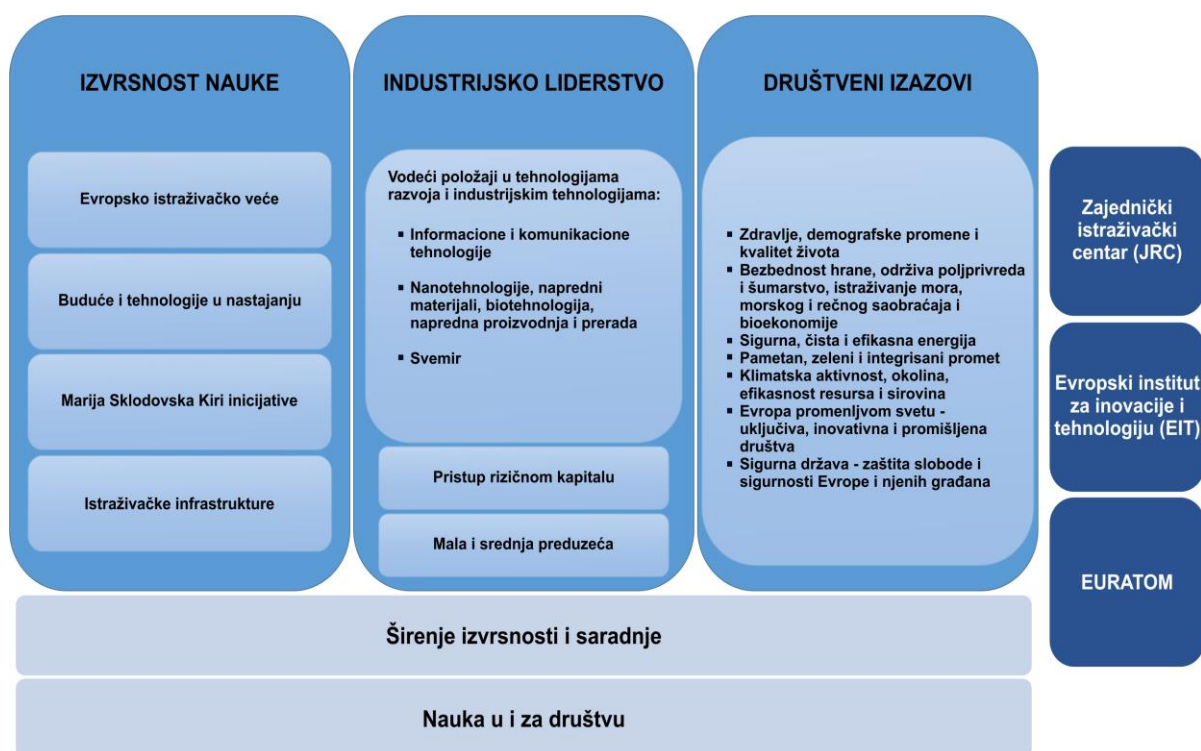 IZVRSNOST NAUKE
Evropsko istraživačko veće
Buduće i tehnologije u nastajanju
Marija Sklodovska Kiri inicijative
Istraživačke infrastrukture
INDUSTRIJSKO LIDERSTVO
Vodeći položaji u tehnologijama
razvoja i industrijskim tehnologijama:
▪ Informacione i komunikacione
tehnologije
▪ Nanotehnologije, napredni
materijali, biotehnologija,
napredna proizvodnja i prerada
▪ Svemir
Pristup rizičnom kapitalu
Mala i srednja preduzeća
DRUŠTVENI IZAZOVI
▪ Zdravlje, demografske promene i
kvalitet života
▪ Bezbednost hrane, održiva poljprivreda
i šumarstvo, istraživanje mora,
morskog i rečnog saobraćaja i
bioekonomije
▪ Sigurna, čista i efikasna energija
▪ Pametan, zeleni i integrisani promet
▪ Klimatska aktivnost, okolina,
efikasnost resursa i sirovina
▪ Evropa promenljvom svetu -
uključiva, inovativna i promišljena
društva
▪ Sigurna država - zaštita slobode i
sigurnosti Evrope i njenih građana
Zajednički
istraživački
centar (JRC)
Evropski institut
za inovacije i
tehnologiju (EIT)
EURATOM
Širenje izvrsnosti i saradnje
Nauka u i za društvu